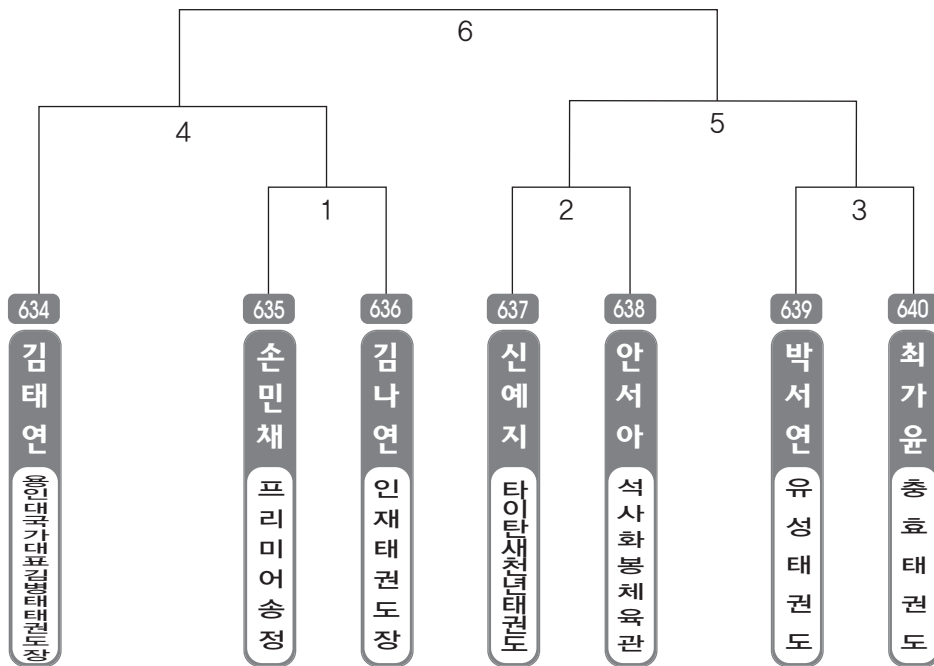 6
4
5
1
2
3
634
635
636
637
638
639
640
김태연
손민채
김나연
신예지
안서아
박서연
최가윤
용인대국가대표김병태태권도장
프리미어송정
인재태권도장
타이탄새천년태권도
석사화봉체육관
유성태권도
충효태권도